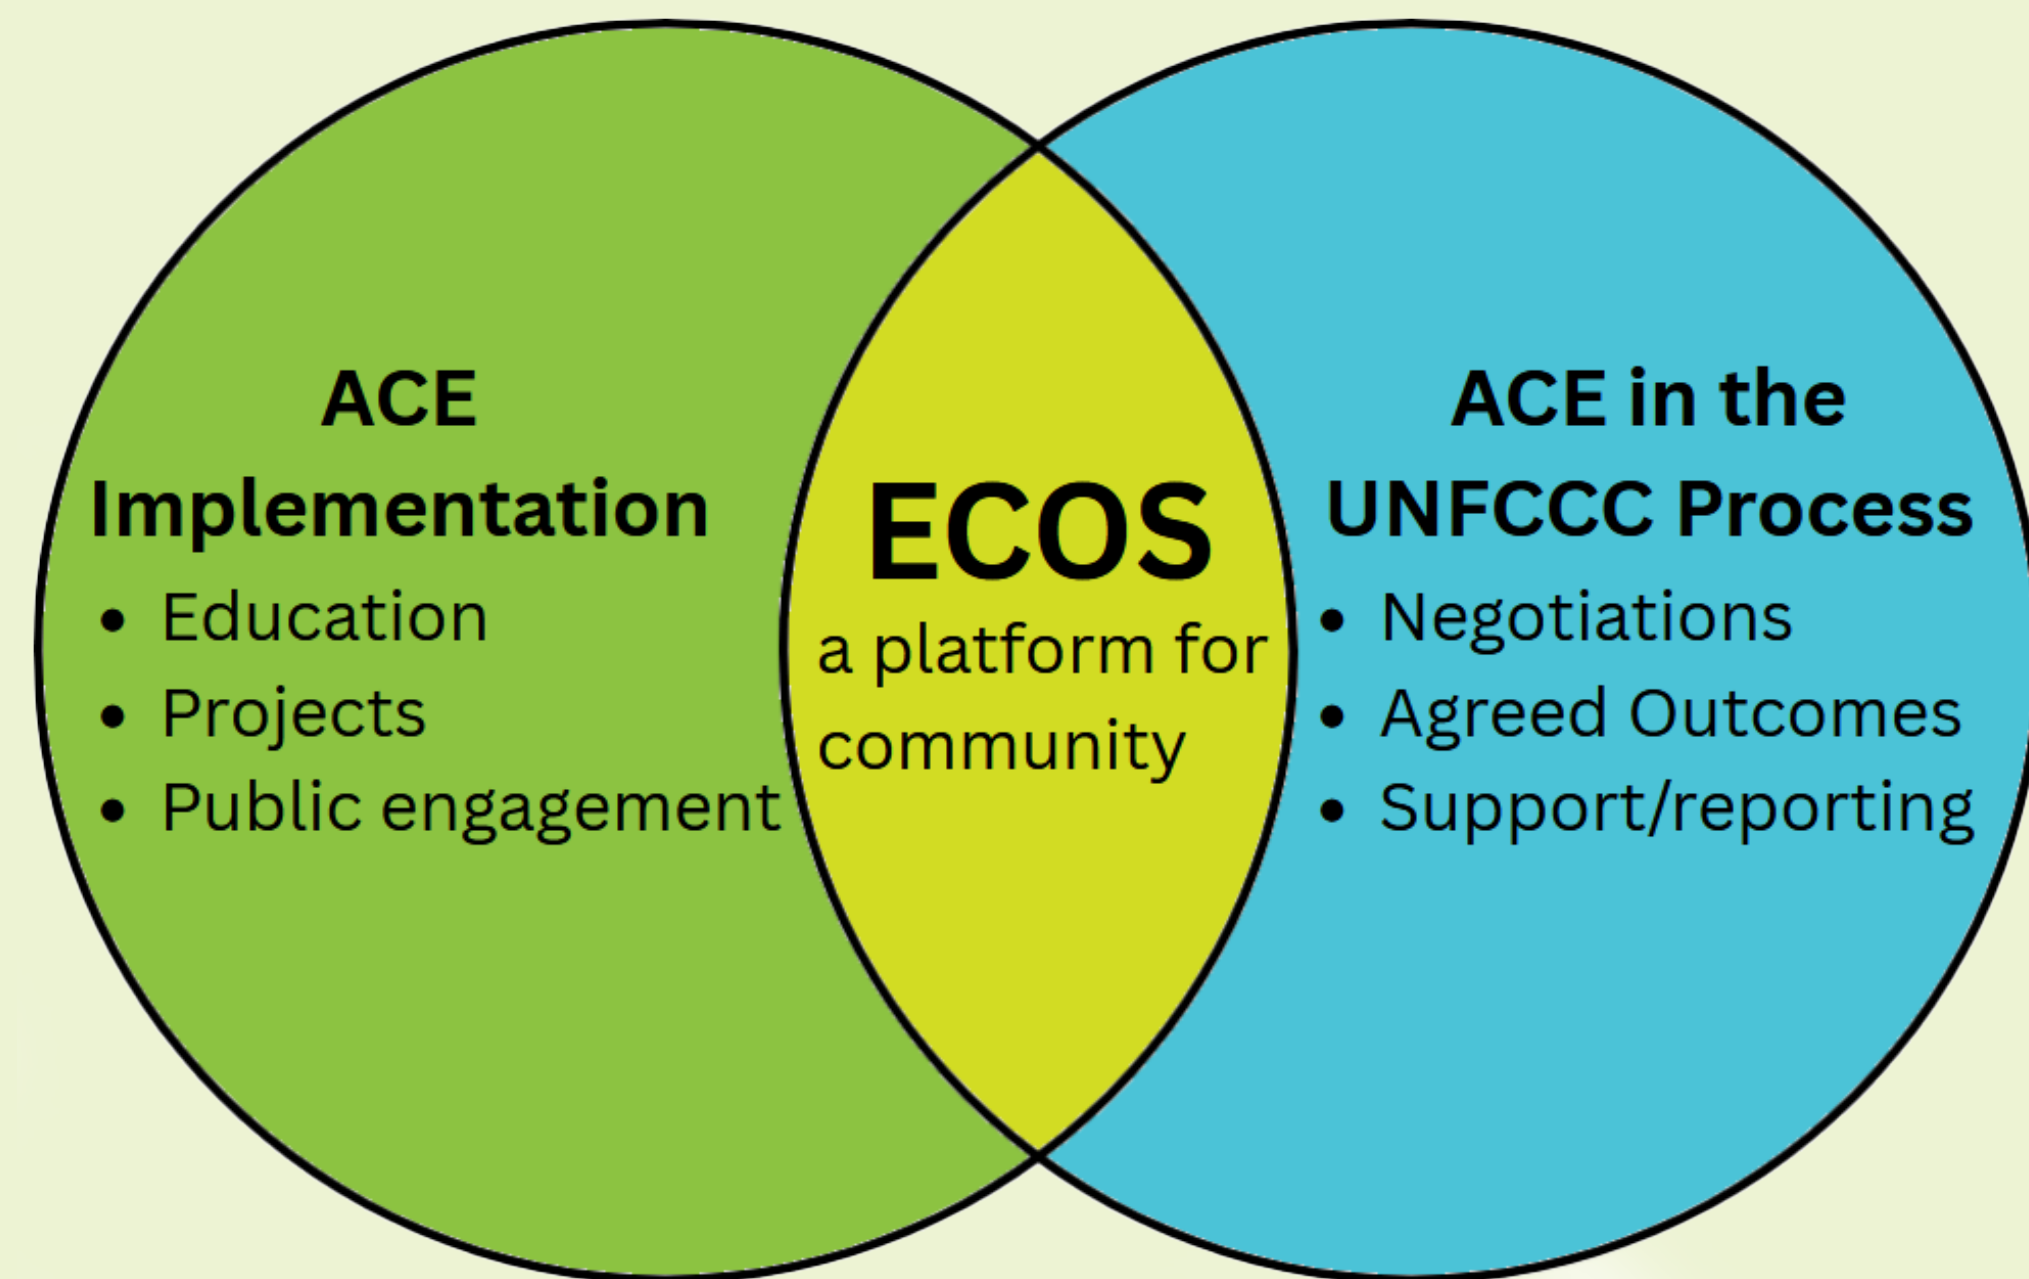 ACE
Implementation
• Education
• Projects
• Public engagement
ECOS
a platform for
community
ACE in the
UNFCCC Process
• Negotiations
• Agreed Outcomes
• Support/reporting